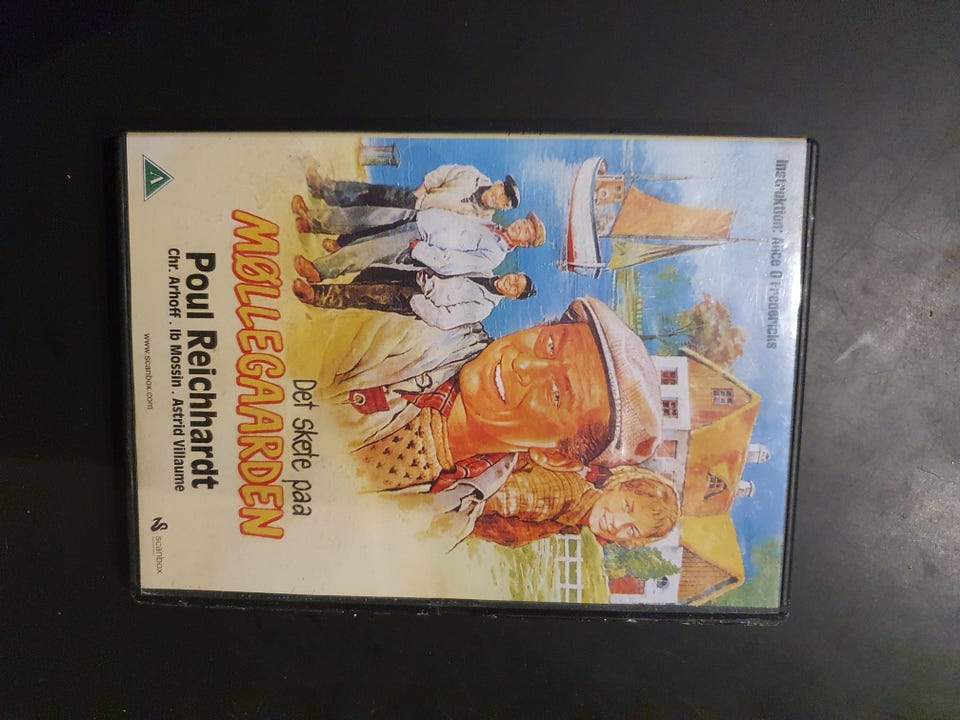 Instruktion: Alice O'Fredericks
Det skete paa
MØLLEGAARDEN
Poul Reichhardt
Chr. Arhoff . Ib Mossin . Astrid Villaume
www.scanbox.com
scanbox
A